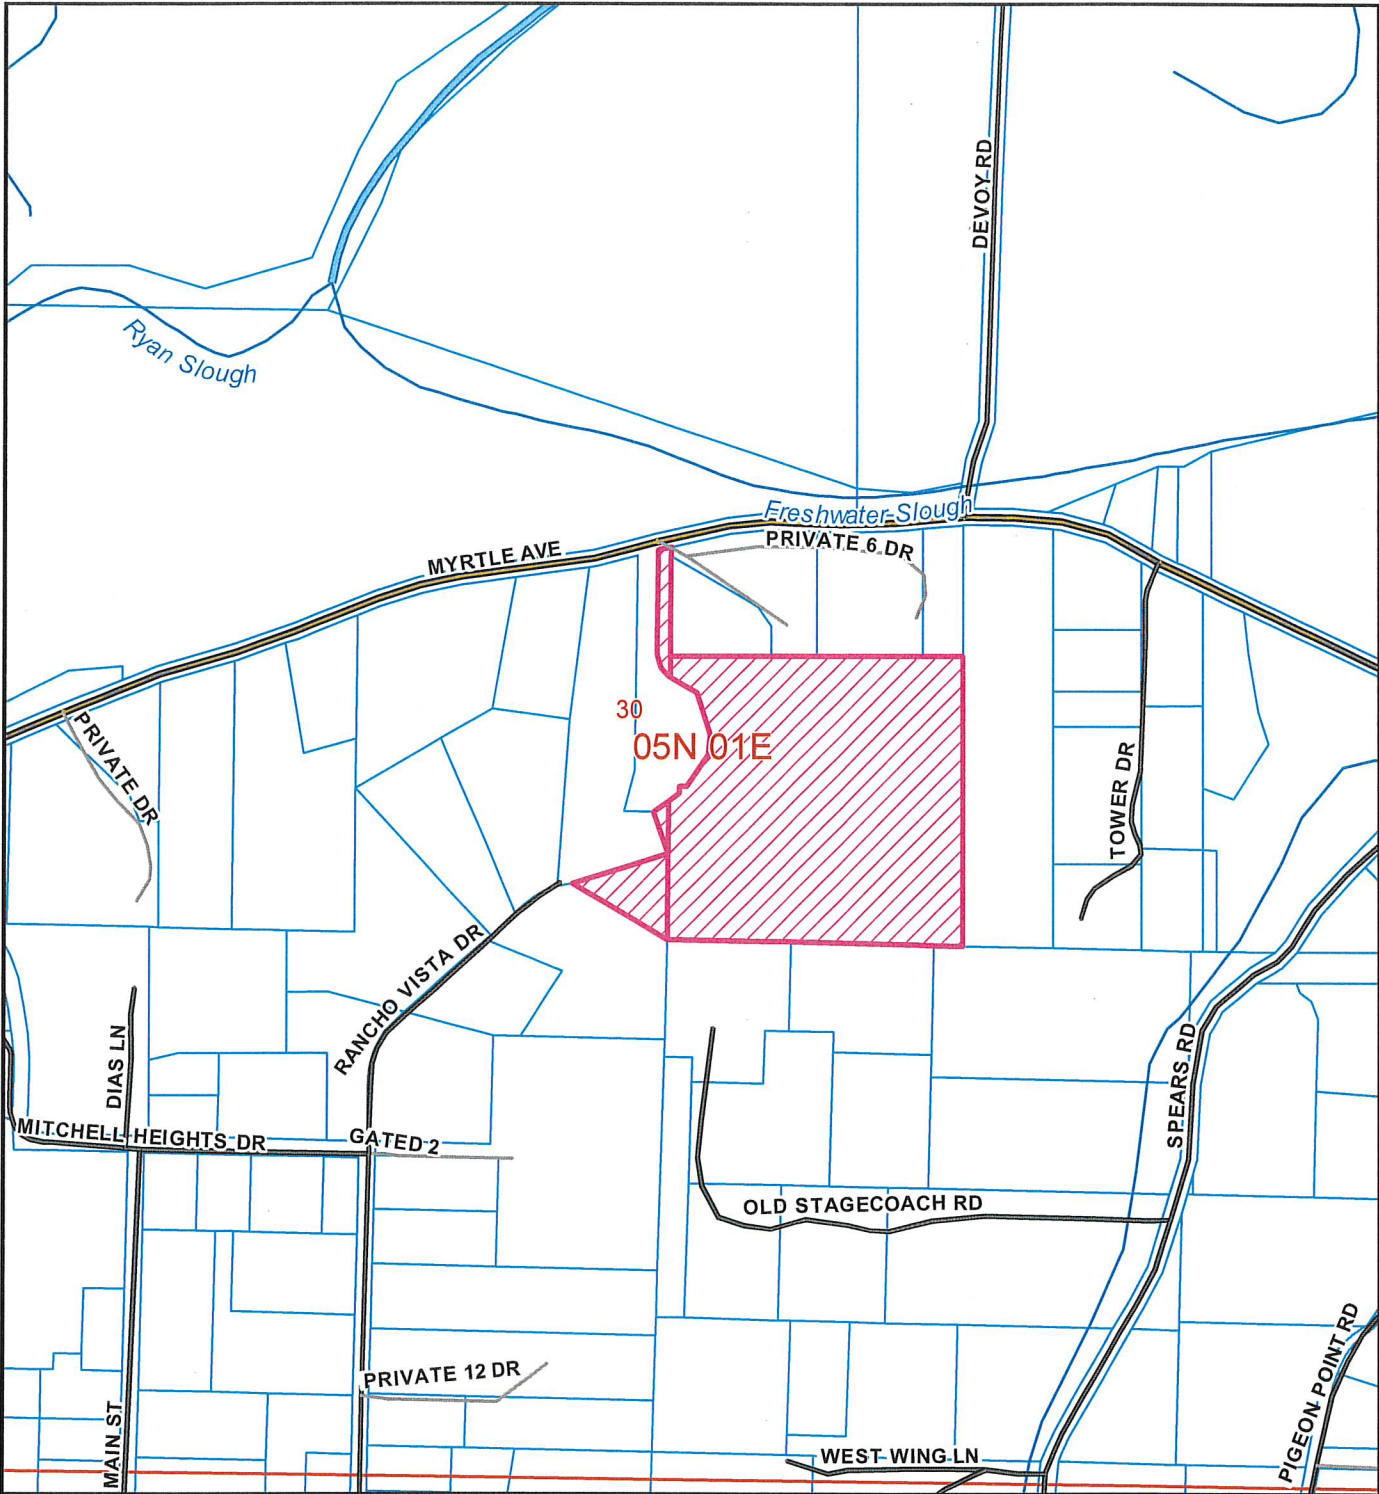 DEVOY RD
Ryan Slough
Freshwater Slough
PRIVATE 6 DR
MYRTLE AVE
30
05N 01E
PRIVATE DR
TOWER DR
RANCHO VISTA DR
DIAS LN
SPEARS RD
MITCHELL HEIGHTS DR
GATED 2
OLD STAGECOACH RD
PIGEON POINT RD
PRIVATE 12 DR
MAIN ST
WEST WING LN